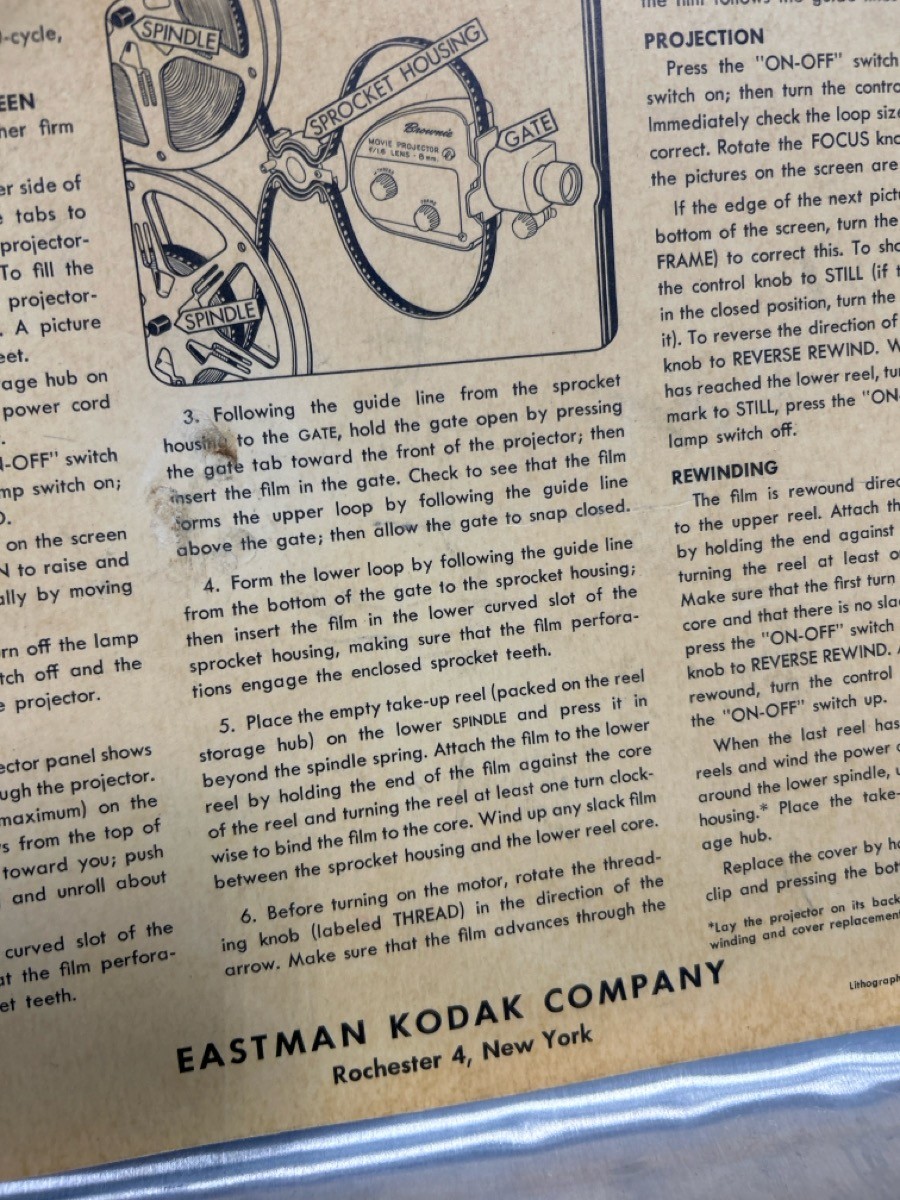 -cycle,
EEN
er firm
er side of
tabs to
projector-
To fill the
projector-
. A picture
eet.
age hub on
power cord
.
-OFF" switch
mp switch on;
on the screen
N to raise and
ally by moving
rn off the lamp
tch off and the
e projector.
ector panel shows
ugh the projector.
maximum) on the
s from the top of
toward you; push
and unroll about
curved slot of the
at the film perfora-
et teeth.
SPINDLE
SPROCKET HOUSING
GATE
Brownie
MOVIE PROJECTOR
f/1.6 LENS - 8mm.
SPINDLE
3. Following the guide line from the sprocket
housing to the GATE, hold the gate open by pressing
the gate tab toward the front of the projector; then
insert the film in the gate. Check to see that the film
forms the upper loop by following the guide line
above the gate; then allow the gate to snap closed.
4. Form the lower loop by following the guide line
from the bottom of the gate to the sprocket housing;
then insert the film in the lower curved slot of the
sprocket housing, making sure that the film perfora-
tions engage the enclosed sprocket teeth.
5. Place the empty take-up reel (packed on the reel
storage hub) on the lower SPINDLE and press it in
beyond the spindle spring. Attach the film to the lower
reel by holding the end of the film against the core
of the reel and turning the reel at least one turn clock-
wise to bind the film to the core. Wind up any slack film
between the sprocket housing and the lower reel core.
6. Before turning on the motor, rotate the thread-
ing knob (labeled THREAD) in the direction of the
arrow. Make sure that the film advances through the
the film follows the guide
PROJECTION
Press the "ON-OFF" switch
switch on; then turn the contro
Immediately check the loop size
correct. Rotate the FOCUS kno
the pictures on the screen are
If the edge of the next pictu
bottom of the screen, turn the
FRAME) to correct this. To sho
the control knob to STILL (if t
in the closed position, turn the
it). To reverse the direction of
knob to REVERSE REWIND. W
has reached the lower reel, tu
mark to STILL, press the "ON-
lamp switch off.
REWINDING
The film is rewound direc
to the upper reel. Attach th
by holding the end against
turning the reel at least o
Make sure that the first turn
core and that there is no sla
press the "ON-OFF" switch
knob to REVERSE REWIND.
rewound, turn the control
the "ON-OFF" switch up.
When the last reel has
reels and wind the power
around the lower spindle, u
housing.* Place the take-
age hub.
Replace the cover by ho
clip and pressing the bot
*Lay the projector on its back
winding and cover replacement
EASTMAN KODAK COMPANY
Rochester 4, New York
Lithograph